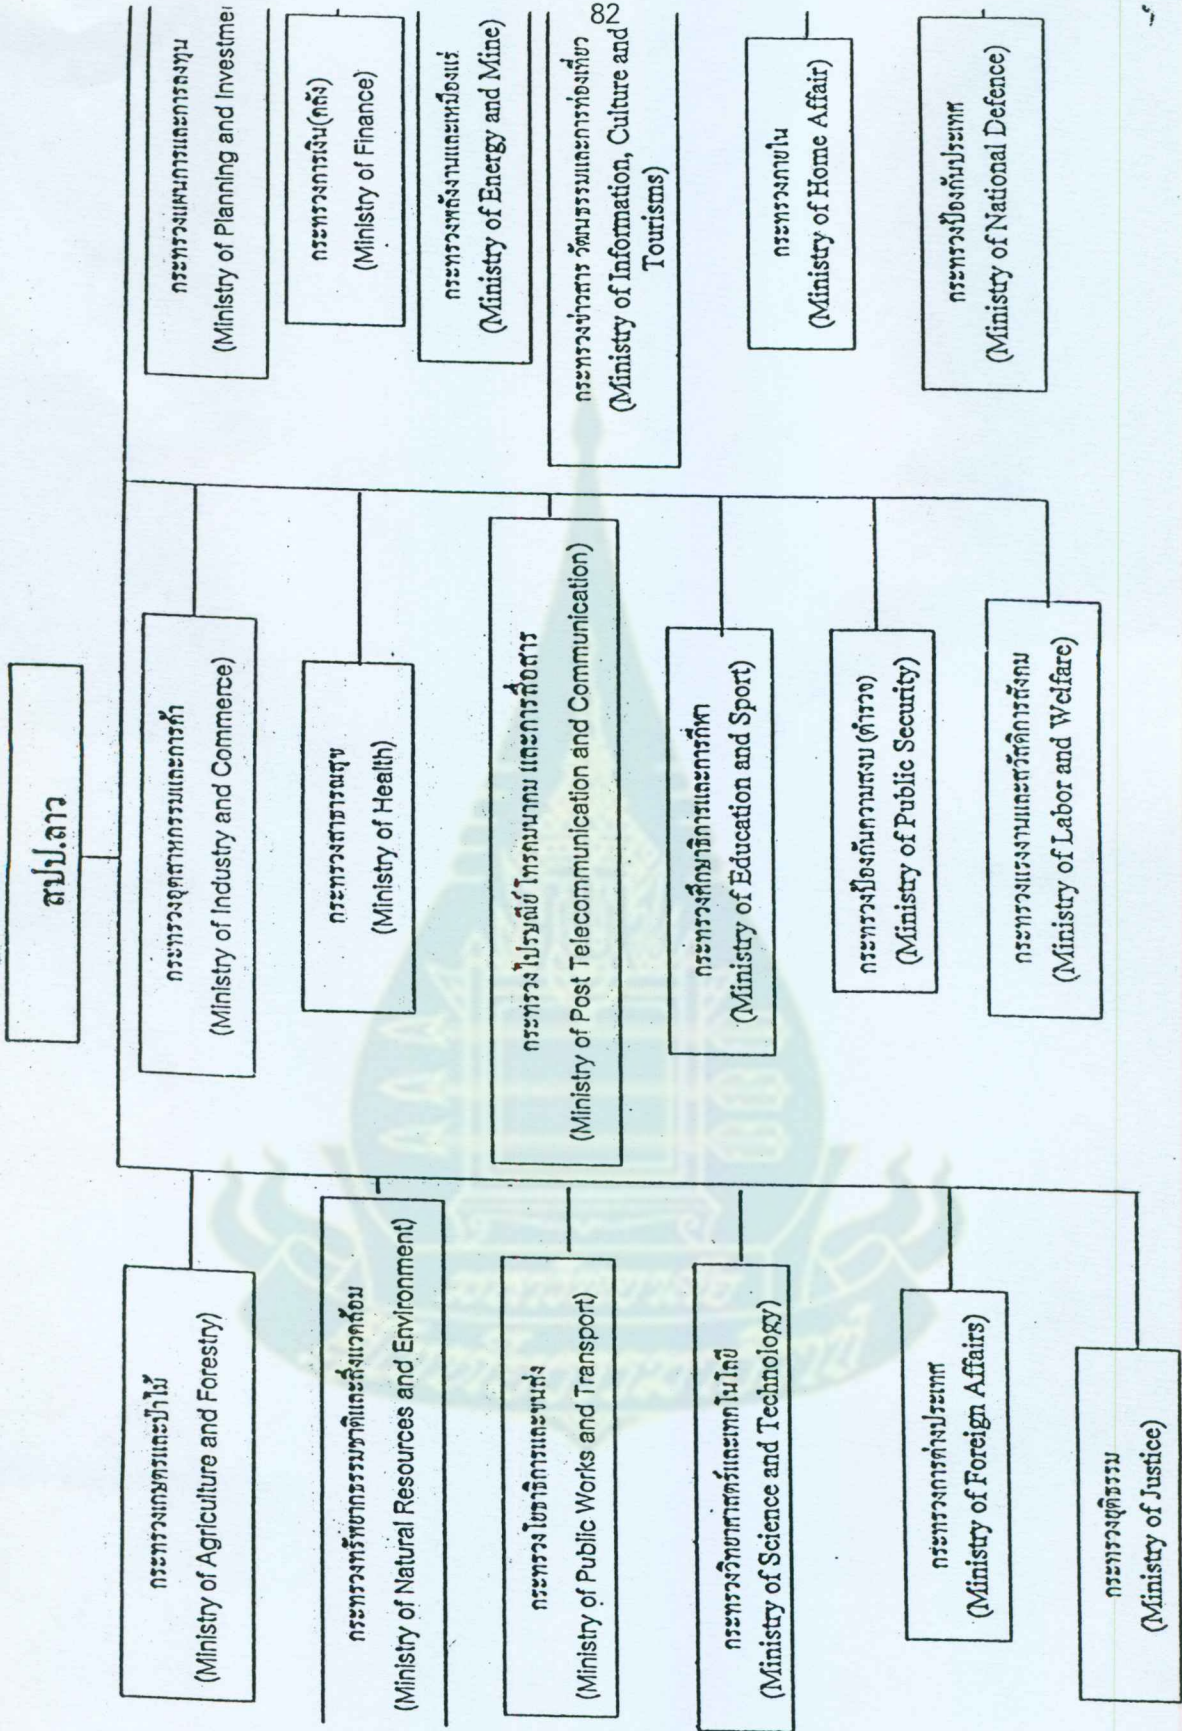 82
สปป.ลาว
กระทรวงเกษตรและป่าไม้
(Ministry of Agriculture and Forestry)
กระทรวงทรัพยากรธรรมชาติและสิ่งแวดล้อม
(Ministry of Natural Resources and Environment)
กระทรวงโยธาธิการและขนส่ง
(Ministry of Public Works and Transport)
กระทรวงวิทยาศาสตร์และเทคโนโลยี
(Ministry of Science and Technology)
กระทรวงการต่างประเทศ
(Ministry of Foreign Affairs)
กระทรวงยุติธรรม
(Ministry of Justice)
กระทรวงอุตสาหกรรมและการค้า
(Ministry of Industry and Commerce)
กระทรวงสาธารณสุข
(Ministry of Health)
กระทรวงไปรษณีย์ โทรคมนาคม และการสื่อสาร
(Ministry of Post Telecommunication and Communication)
กระทรวงศึกษาธิการและการกีฬา
(Ministry of Education and Sport)
กระทรวงป้องกันความสงบ (ตำรวจ)
(Ministry of Public Security)
กระทรวงแรงงานและสวัสดิการสังคม
(Ministry of Labor and Welfare)
กระทรวงแผนการและการลงทุน
(Ministry of Planning and Investme
กระทรวงการเงิน(คลัง)
(Ministry of Finance)
กระทรวงพลังงานและเหมืองแร่
(Ministry of Energy and Mine)
กระทรวงข่าวสาร วัฒนธรรมและการท่องเที่ยว
(Ministry of Information, Culture and
Tourisms)
กระทรวงภายใน
(Ministry of Home Affair)
กระทรวงป้องกันประเทศ
(Ministry of National Defence)